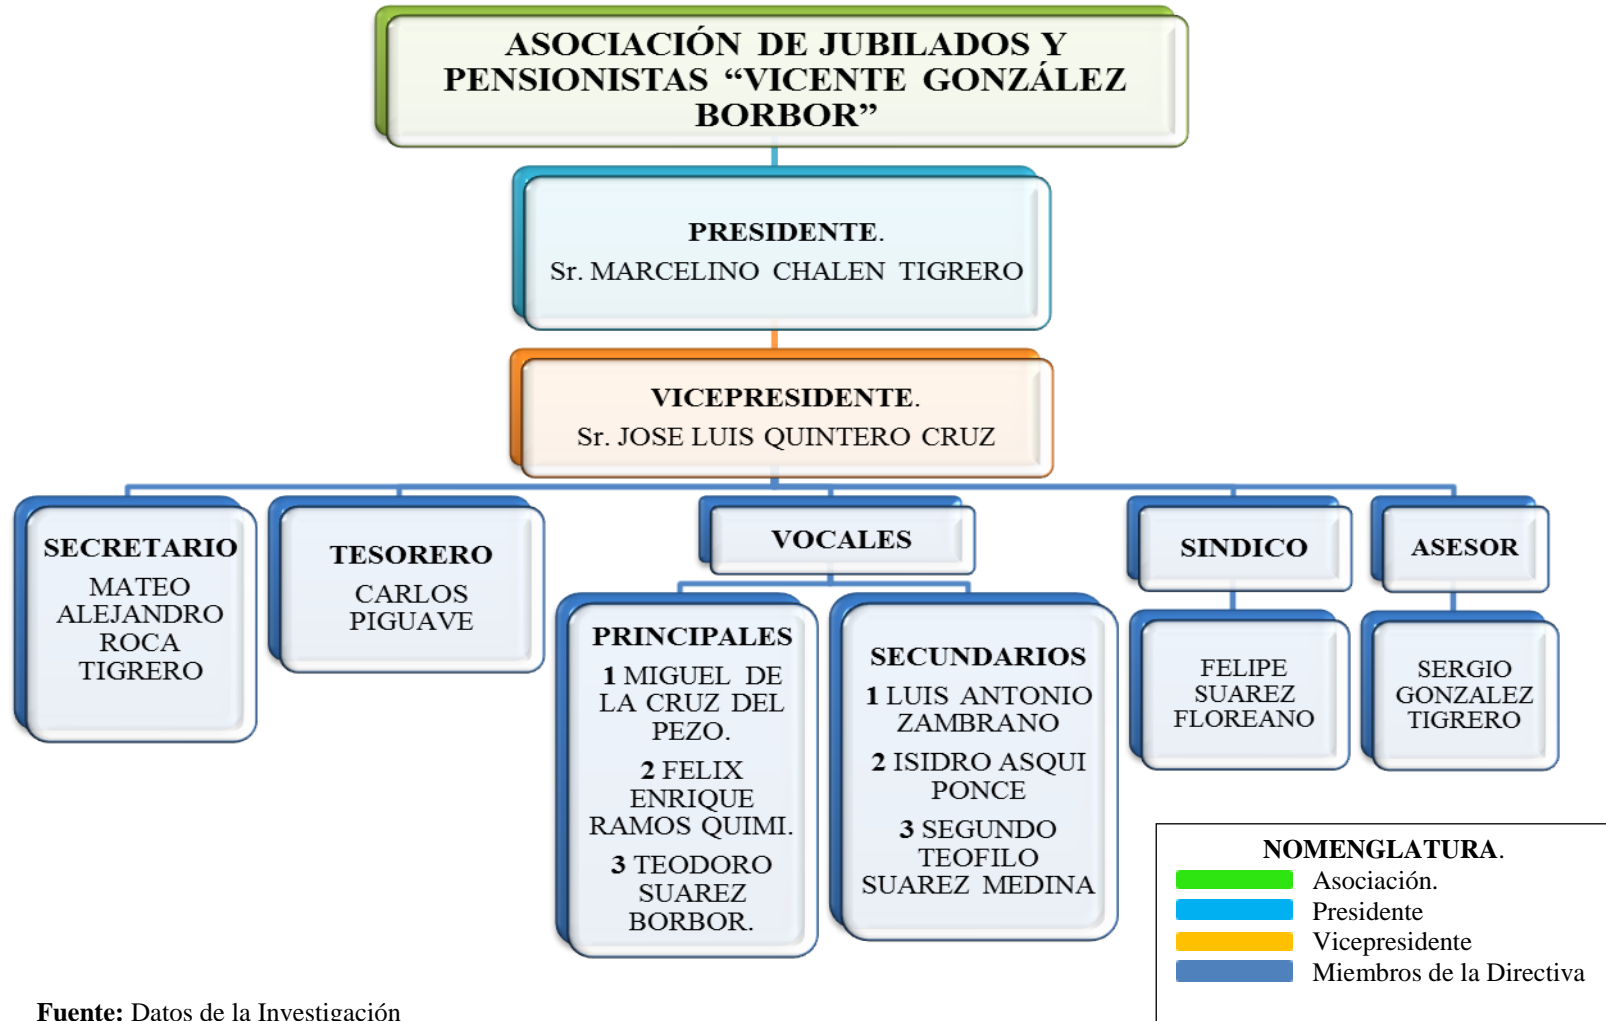 ASOCIACIÓN DE JUBILADOS Y
PENSIONISTAS “VICENTE GONZÁLEZ
BORBOR”
PRESIDENTE.
Sr. MARCELINO CHALEN TIGRERO
VICEPRESIDENTE.
Sr. JOSE LUIS QUINTERO CRUZ
SECRETARIO
MATEO
ALEJANDRO
ROCA
TIGRERO
TESORERO
CARLOS
PIGUAVE
VOCALES
PRINCIPALES
1 MIGUEL DE
LA CRUZ DEL
PEZO.
2 FELIX
ENRIQUE
RAMOS QUIMI.
3 TEODORO
SUAREZ
BORBOR.
SECUNDARIOS
1 LUIS ANTONIO
ZAMBRANO
2 ISIDRO ASQUI
PONCE
3 SEGUNDO
TEOFILO
SUAREZ MEDINA
SINDICO
FELIPE
SUAREZ
FLOREANO
ASESOR
SERGIO
GONZALEZ
TIGRERO
NOMENGLATURA.
Asociación.
Presidente
Vicepresidente
Miembros de la Directiva
Fuente: Datos de la Investigación